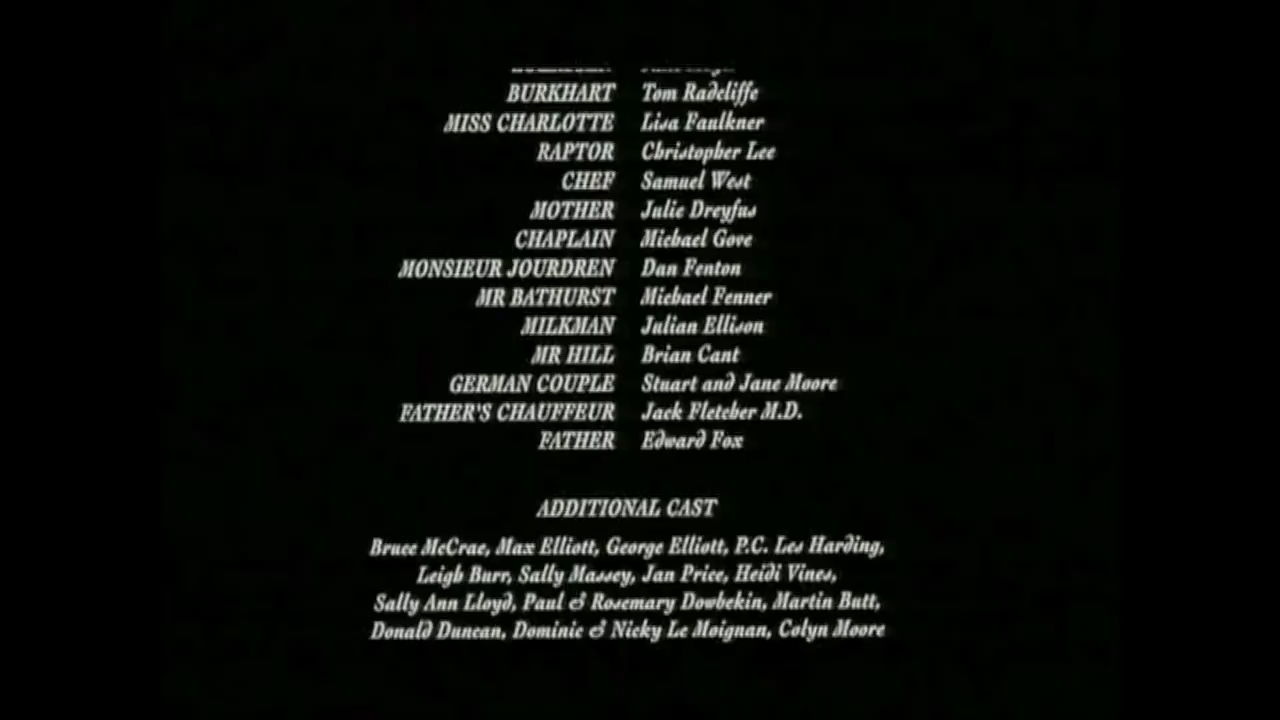 BURKHART Tom Radcliffe
MISS CHARLOTTE Lisa Faulkner
RAPTOR Christopher Lee
CHEF Samuel West
MOTHER Julie Dreyfus
CHAPLAIN Michael Gove
MONSIEUR JOURDREN Dan Fenton
MR BATHURST Michael Fenner
MILKMAN Julian Ellison
MR HILL Brian Cant
GERMAN COUPLE Stuart and Jane Moore
FATHER'S CHAUFFEUR Jack Fletcher M.D.
FATHER Edward Fox
ADDITIONAL CAST
Bruce McCrae, Max Elliott, George Elliott, P.C. Les Harding,
Leigh Burr, Sally Massey, Jan Price, Heidi Vines,
Sally Ann Lloyd, Paul & Rosemary Dowbekin, Martin Butt,
Donald Duncan, Dominic & Nicky Le Moignan, Colyn Moore